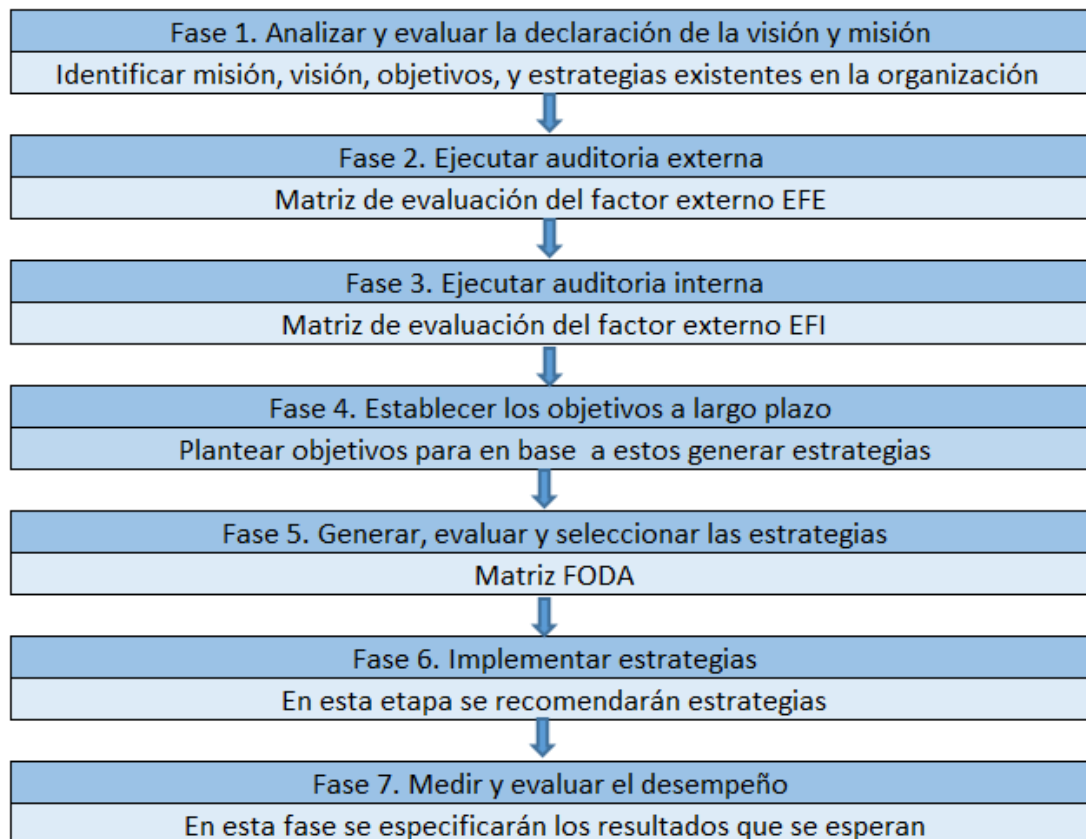 Fase 1. Analizar y evaluar la declaración de la visión y misión
Identificar misión, visión, objetivos, y estrategias existentes en la organización
Fase 2. Ejecutar auditoria externa
Matriz de evaluación del factor externo EFE
Fase 3. Ejecutar auditoria interna
Matriz de evaluación del factor externo EFI
Fase 4. Establecer los objetivos a largo plazo
Plantear objetivos para en base a estos generar estrategias
Fase 5. Generar, evaluar y seleccionar las estrategias
Matriz FODA
Fase 6. Implementar estrategias
En esta etapa se recomendarán estrategias
Fase 7. Medir y evaluar el desempeño
En esta fase se especificarán los resultados que se esperan